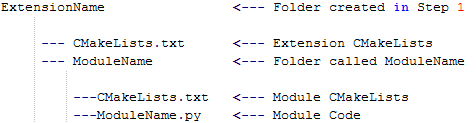 ExtensionName <--- Folder created in Step 1
--- CMakeLists.txt <--- Extension CMakeLists
--- ModuleName <--- Folder called ModuleName
---CMakeLists.txt <--- Module CMakeLists
---ModuleName.py <--- Module Code